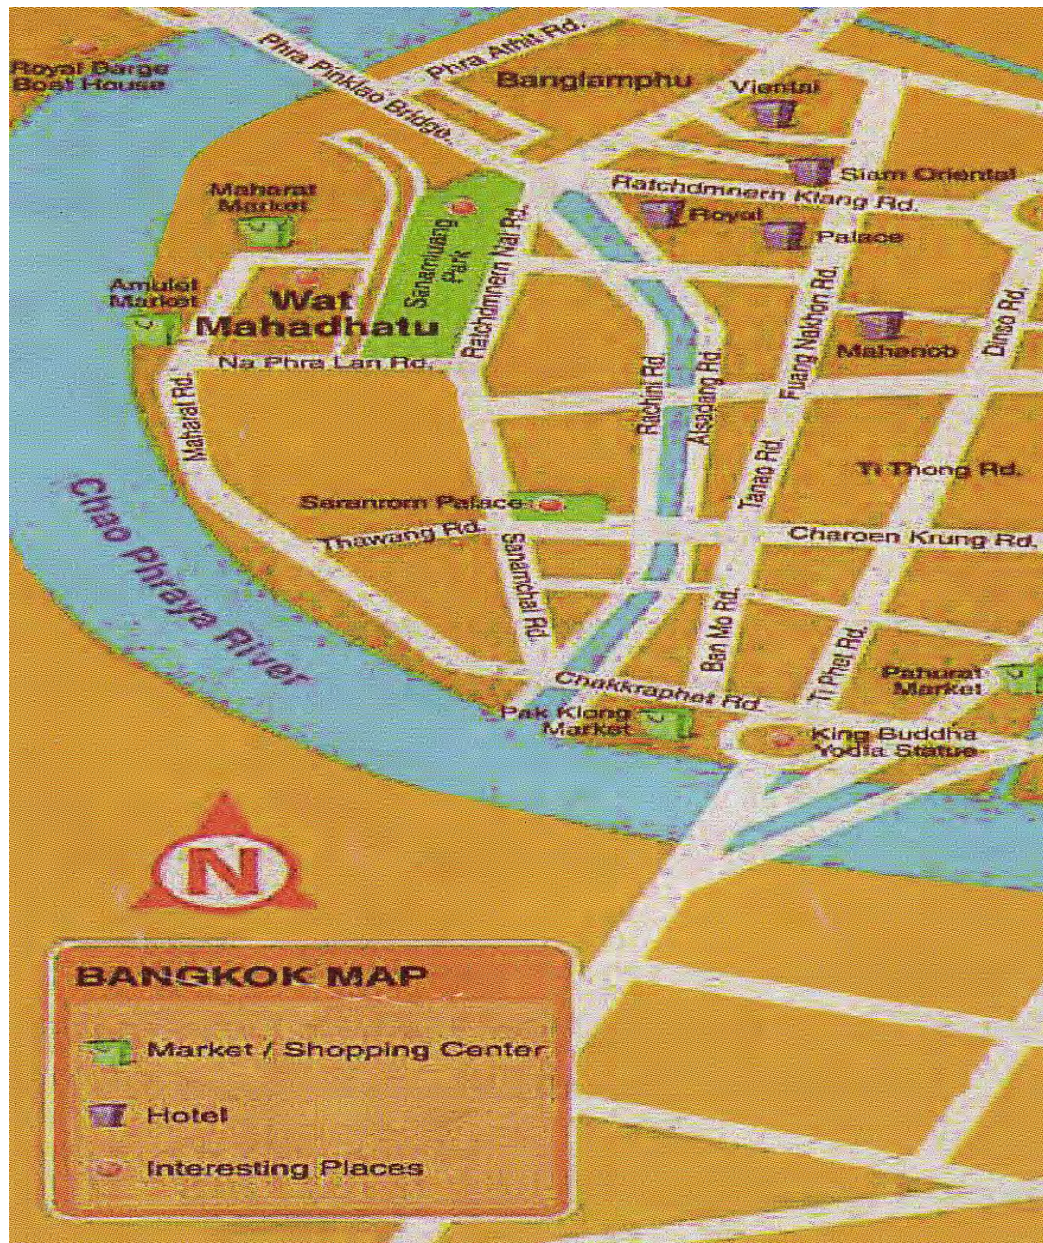 Royal Barge
Boat House
Phra Pinklao Bridge.
Phra Athit Rd.
Banglamphu
Viental
Siam Oriental
Ratchdmnern Klang Rd.
Royal
Palace
Maharat
Market
Amulet
Market
Wat
Mahadhatu
Sanamluang
Park
Ratchdmnern Nai Rd.
Na Phra Lan Rd.
Maharat Rd.
Rachini Rd.
Alsadang Rd.
Fuang Nakhon Rd.
Tanao Rd.
Dinso Rd.
Mahanob
Ti Thong Rd.
Saranrom Palace
Thawang Rd.
Sanamchai Rd.
Charoen Krung Rd.
Chao Phraya River
Ban Mo Rd.
Ti Phet Rd.
Pahurat
Market
Chakkraphet Rd.
Pak Klong
Market
King Buddha
Yodfa Statue
N
BANGKOK MAP
Market / Shopping Center
Hotel
Interesting Places